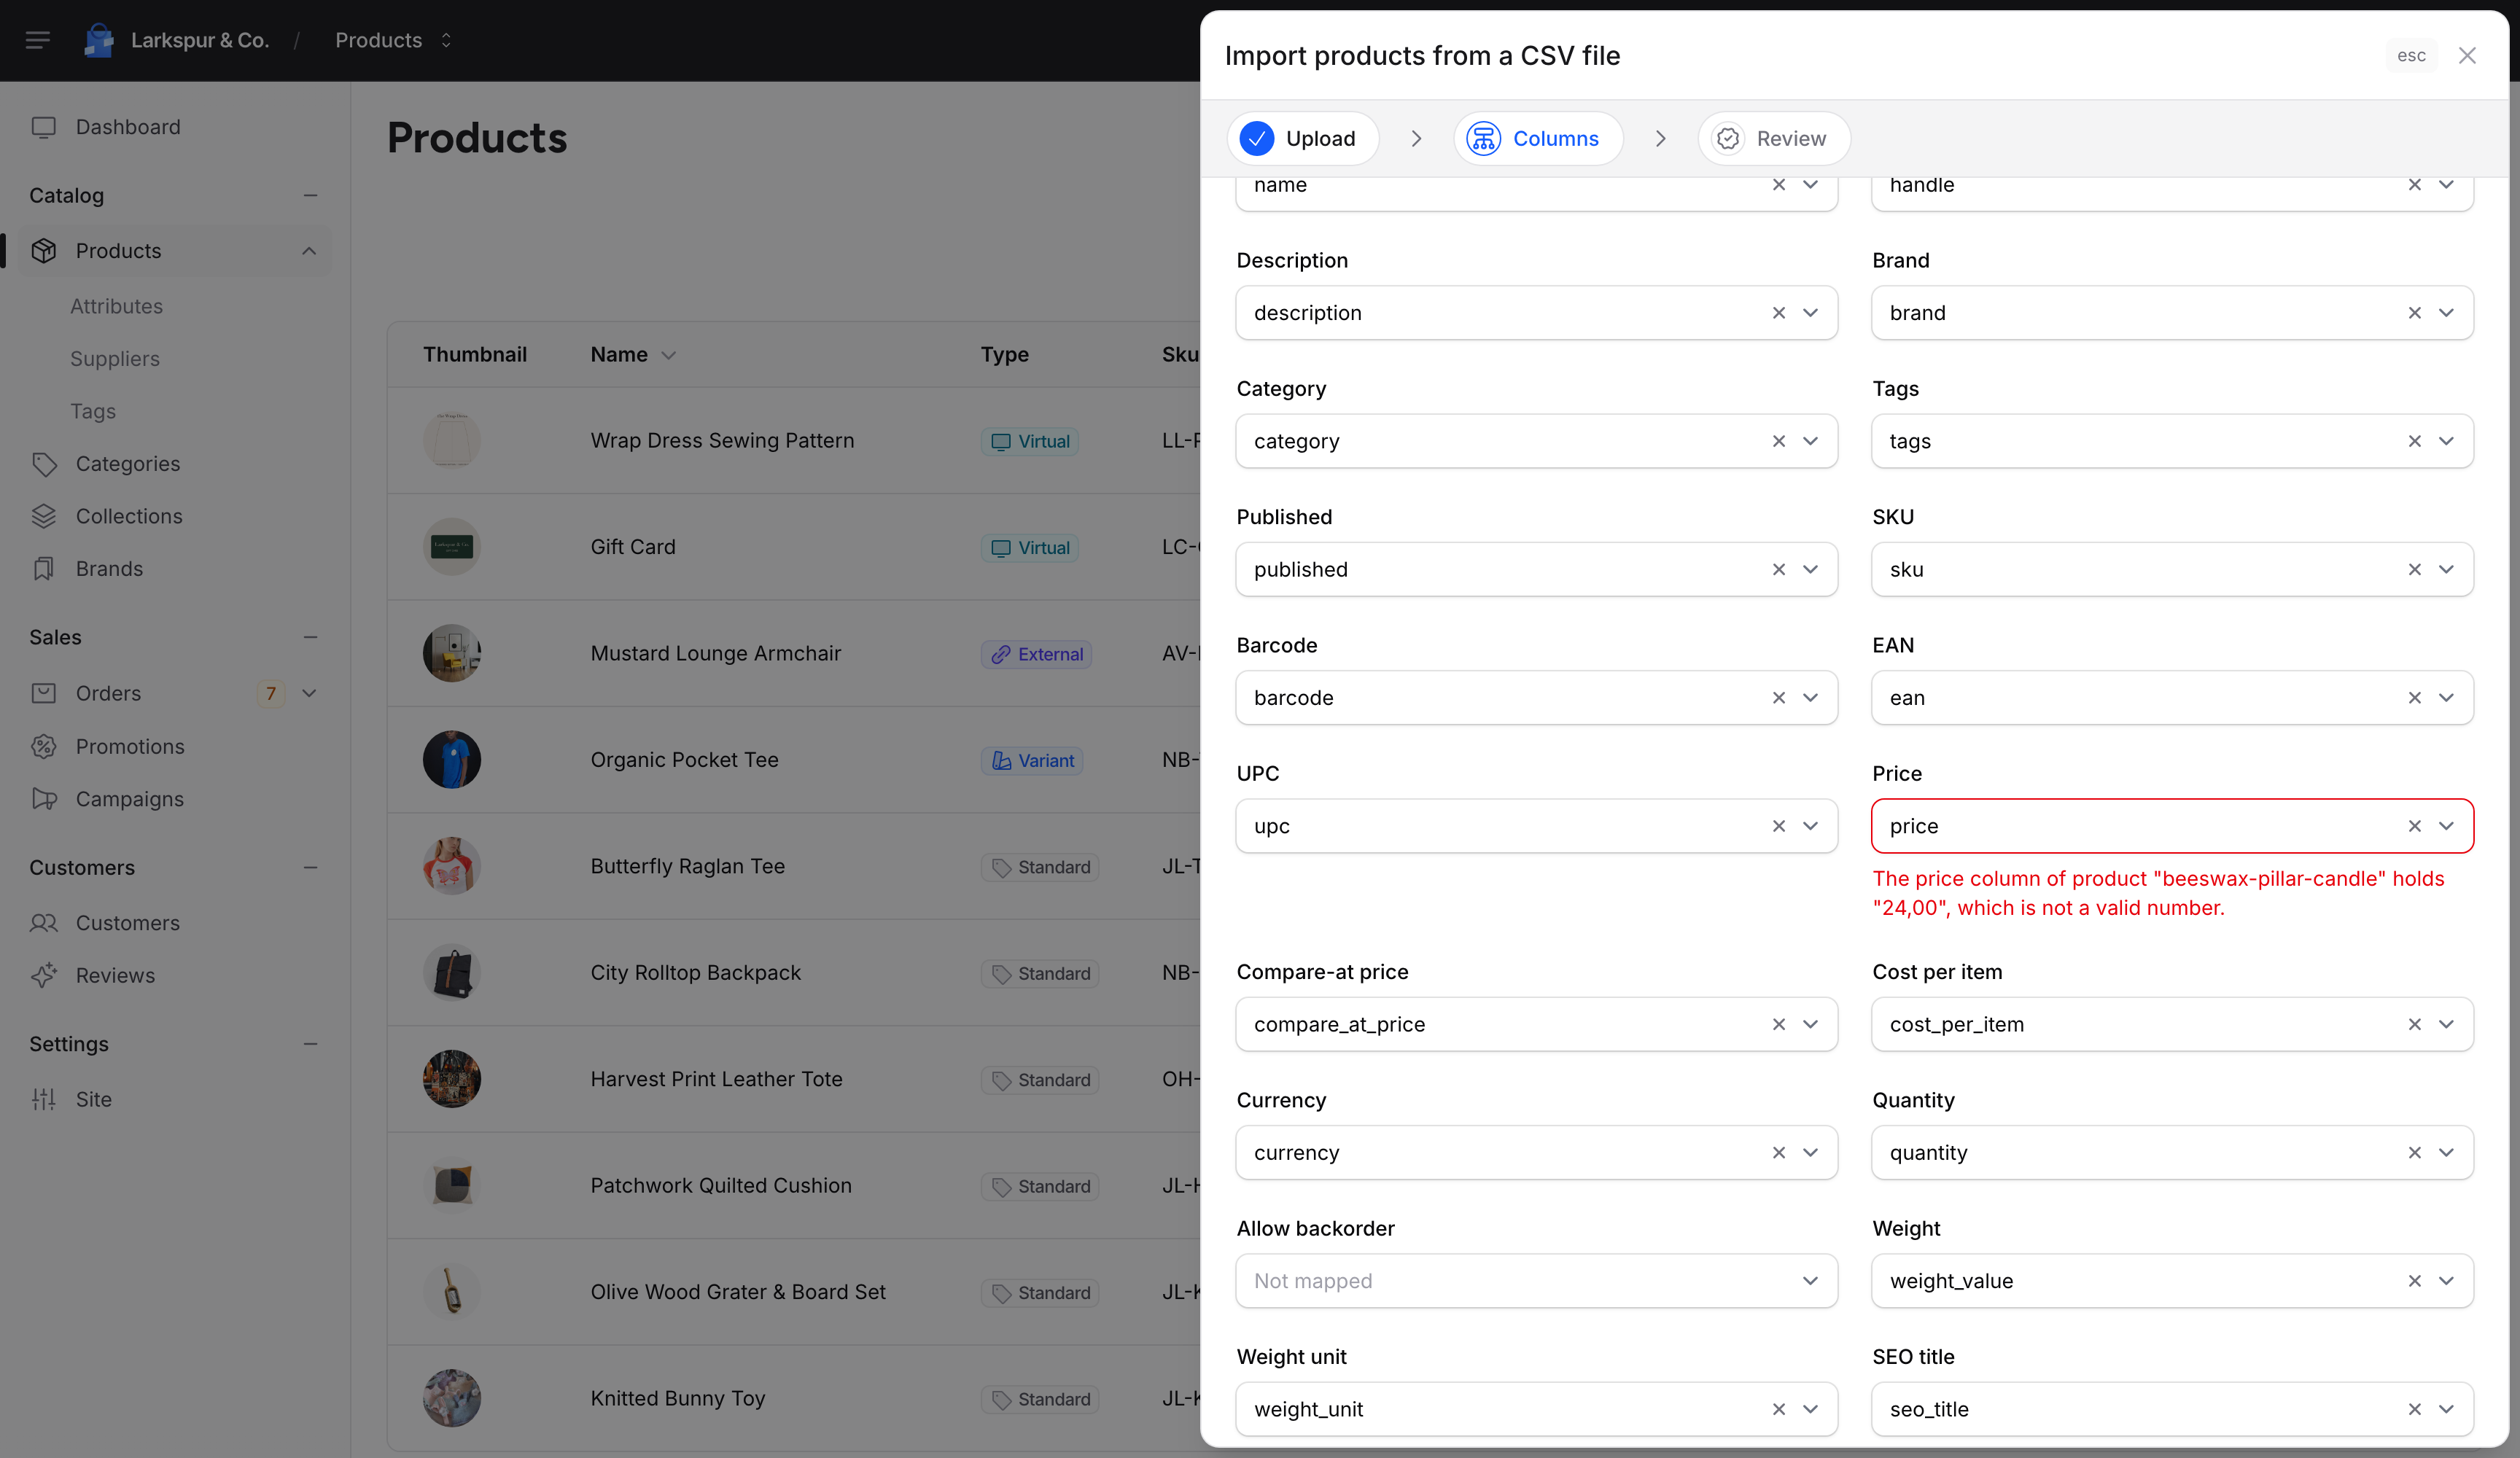 Larkspur & Co. / Products
Import products from a CSV file
esc
Upload
Columns
Review
Dashboard
Catalog
Products
Attributes
Suppliers
Tags
Categories
Collections
Brands
Sales
Orders 7
Promotions
Campaigns
Customers
Customers
Reviews
Settings
Site
Products
Thumbnail Name Type Sku
Wrap Dress Sewing Pattern Virtual
Gift Card Virtual
Mustard Lounge Armchair External
Organic Pocket Tee Variant NB-
Butterfly Raglan Tee Standard
City Rolltop Backpack Standard NB-
Harvest Print Leather Tote Standard OH-
Patchwork Quilted Cushion Standard
Olive Wood Grater & Board Set Standard
Knitted Bunny Toy Standard
name
handle
Description
description
Brand
brand
Category
category
Tags
tags
Published
published
SKU
sku
Barcode
barcode
EAN
ean
UPC
upc
Price
price
The price column of product "beeswax-pillar-candle" holds
"24,00", which is not a valid number.
Compare-at price
compare_at_price
Cost per item
cost_per_item
Currency
currency
Quantity
quantity
Allow backorder
Not mapped
Weight
weight_value
Weight unit
weight_unit
SEO title
seo_title